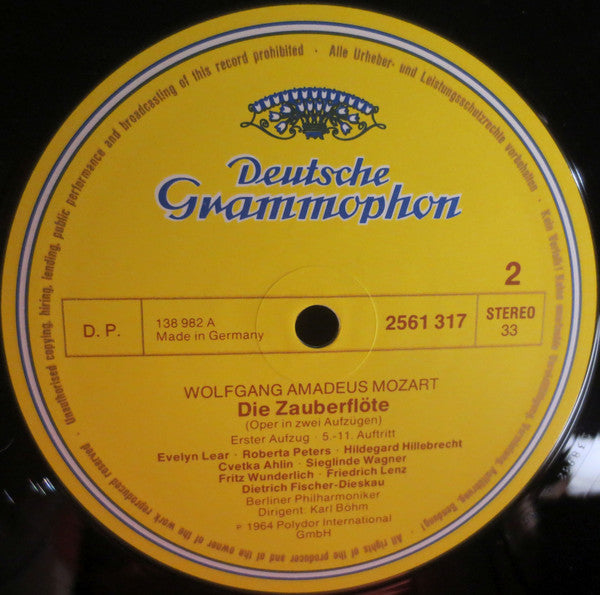 Unauthorised copying, hiring, lending, public performance and broadcasting of this record prohibited · Alle Urheber- und Leistungsschutzrechte vorbehalten · Kein Verleih! Keine
All rights of the producer and of the owner of the work reproduced reserved ·
Deutsche
Grammophon
2
D. P.
138 982 A
Made in Germany
2561 317
STEREO
33
WOLFGANG AMADEUS MOZART
Die Zauberflöte
(Oper in zwei Aufzügen)
Erster Aufzug · 5.-11. Auftritt
Evelyn Lear · Roberta Peters · Hildegard Hillebrecht
Cvetka Ahlin · Sieglinde Wagner
Fritz Wunderlich · Friedrich Lenz
Dietrich Fischer-Dieskau
Berliner Philharmoniker
Dirigent: Karl Böhm
℗ 1964 Polydor International
GmbH